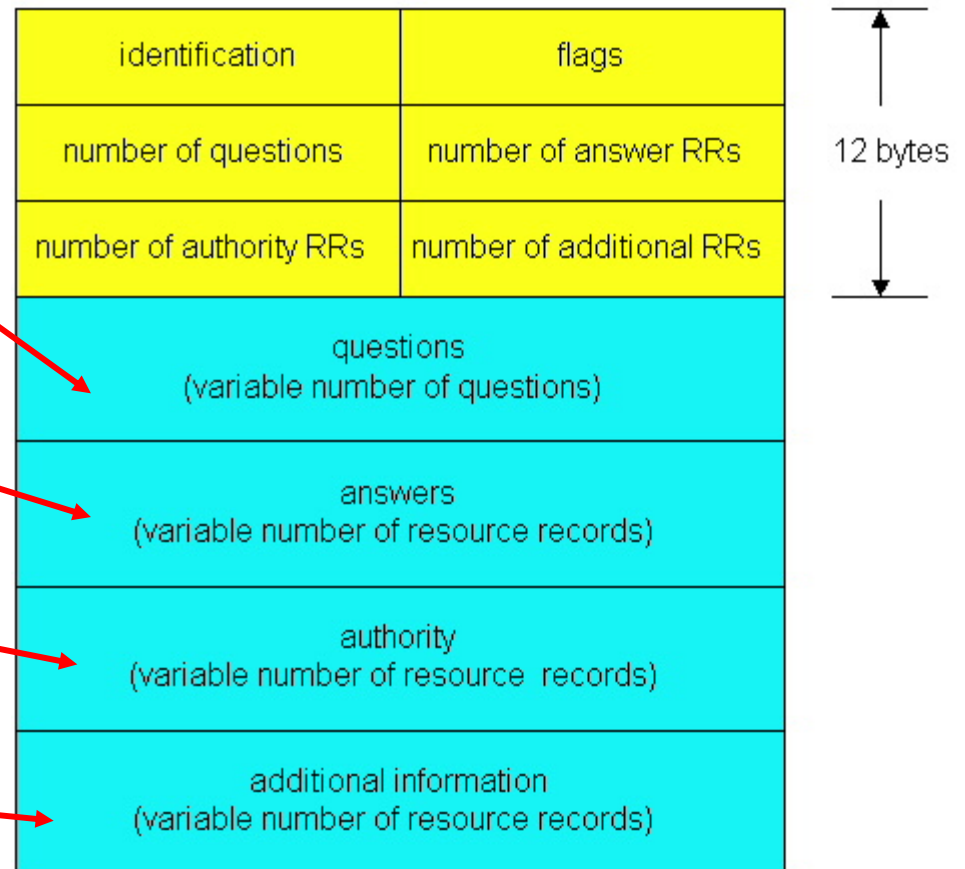 identification
flags
number of questions
number of answer RRs
12 bytes
number of authority RRs
number of additional RRs
questions
(variable number of questions)
answers
(variable number of resource records)
authority
(variable number of resource records)
additional information
(variable number of resource records)